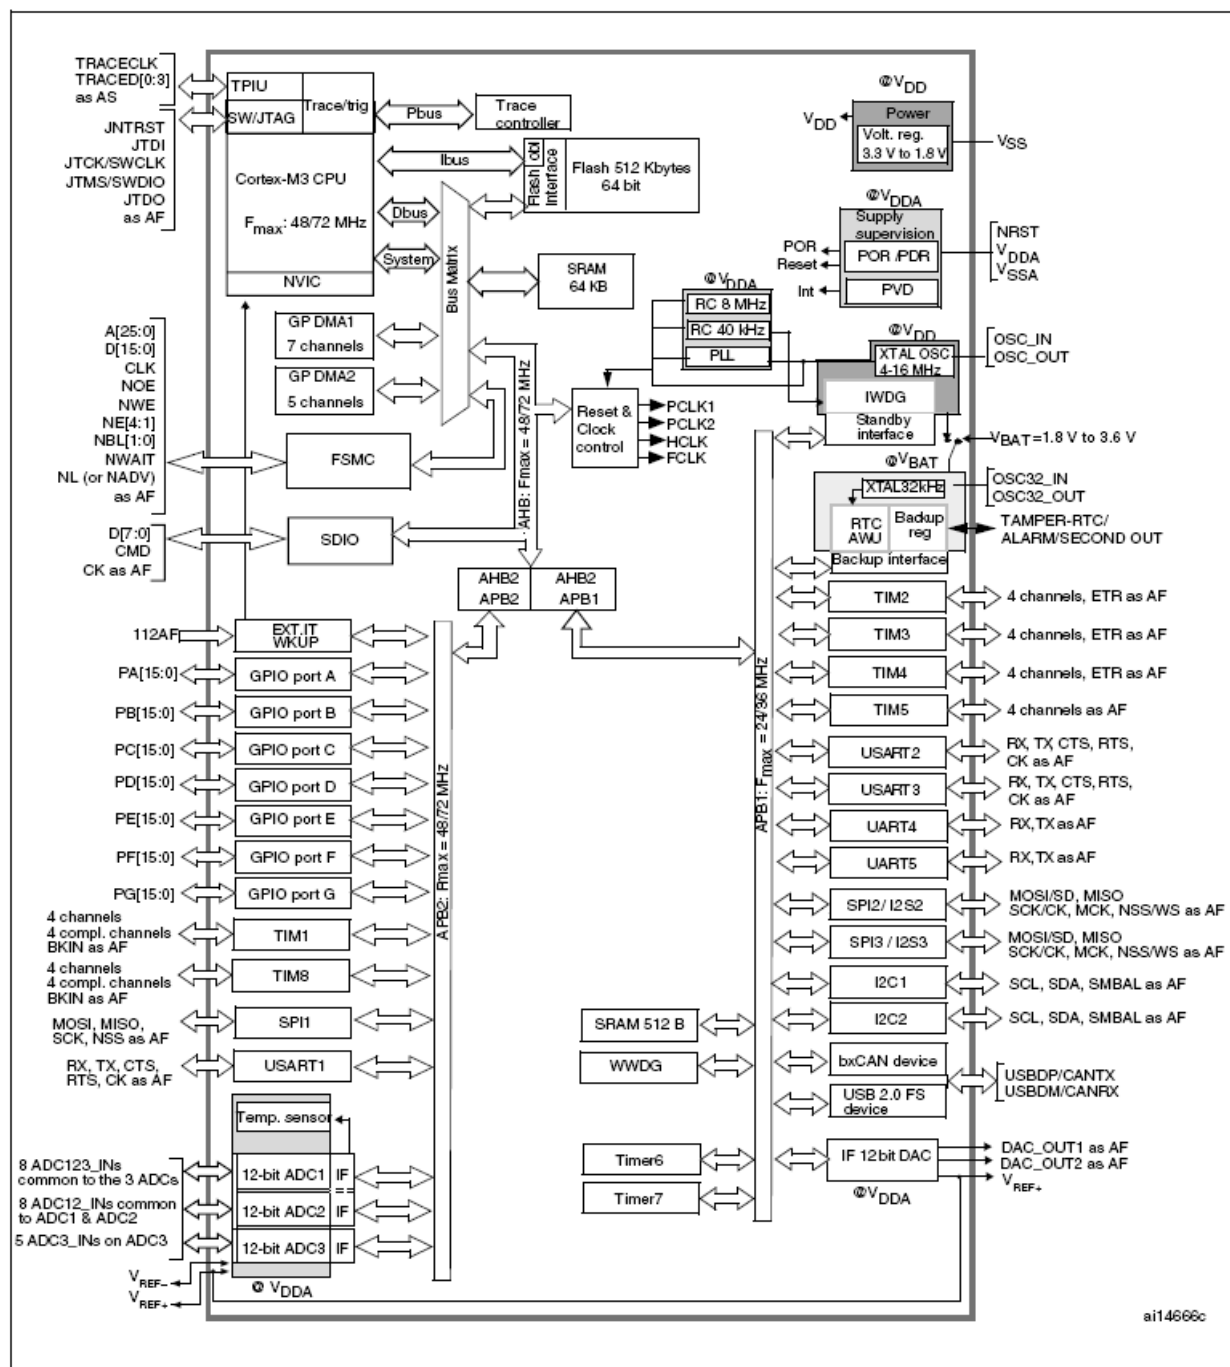 TRACECLK
TRACED[0:3]
as AS
JNTRST
JTDI
JTCK/SWCLK
JTMS/SWDIO
JTDO
as AF
TPIU
SW/JTAG
Trace/trig
Cortex-M3 CPU
Fmax: 48/72 MHz
NVIC
Pbus
Trace
controller
Ibus
Dbus
System
Flash obl
Interface
Flash 512 Kbytes
64 bit
Bus Matrix
SRAM
64 KB
GP DMA1
7 channels
GP DMA2
5 channels
@VDD
Power
VDD
Volt. reg.
3.3 V to 1.8 V
VSS
@VDDA
Supply
supervision
POR
Reset
Int
POR /PDR
PVD
NRST
VDDA
VSSA
@VDDA
RC 8 MHz
RC 40 kHz
PLL
@VDD
XTAL OSC
4-16 MHz
OSC_IN
OSC_OUT
IWDG
Standby
interface
VBAT=1.8 V to 3.6 V
Reset &
Clock
control
PCLK1
PCLK2
HCLK
FCLK
@VBAT
XTAL32kHz
OSC32_IN
OSC32_OUT
RTC
AWU
Backup
reg
TAMPER-RTC/
ALARM/SECOND OUT
Backup interface
A[25:0]
D[15:0]
CLK
NOE
NWE
NE[4:1]
NBL[1:0]
NWAIT
NL (or NADV)
as AF
FSMC
D[7:0]
CMD
CK as AF
SDIO
AHB: Fmax = 48/72 MHz
AHB2
APB2
AHB2
APB1
112AF
EXT.IT
WKUP
PA[15:0]
GPIO port A
PB[15:0]
GPIO port B
PC[15:0]
GPIO port C
PD[15:0]
GPIO port D
PE[15:0]
GPIO port E
PF[15:0]
GPIO port F
PG[15:0]
GPIO port G
4 channels
4 compl. channels
BKIN as AF
TIM1
4 channels
4 compl. channels
BKIN as AF
TIM8
MOSI, MISO,
SCK, NSS as AF
SPI1
RX, TX, CTS,
RTS, CK as AF
USART1
Temp. sensor
8 ADC123_INs
common to the 3 ADCs
12-bit ADC1 IF
8 ADC12_INs common
to ADC1 & ADC2
12-bit ADC2 IF
5 ADC3_INs on ADC3
12-bit ADC3 IF
VREF-
VREF+
@ VDDA
APB2: Fmax = 48/72 MHz
APB1: Fmax = 24/36 MHz
TIM2
4 channels, ETR as AF
TIM3
4 channels, ETR as AF
TIM4
4 channels, ETR as AF
TIM5
4 channels as AF
USART2
RX, TX, CTS, RTS,
CK as AF
USART3
RX, TX, CTS, RTS,
CK as AF
UART4
RX,TX as AF
UART5
RX,TX as AF
SPI2/ I2S2
MOSI/SD, MISO
SCK/CK, MCK, NSS/WS as AF
SPI3 / I2S3
MOSI/SD, MISO
SCK/CK, MCK, NSS/WS as AF
I2C1
SCL, SDA, SMBAL as AF
I2C2
SCL, SDA, SMBAL as AF
SRAM 512 B
WWDG
bxCAN device
USB 2.0 FS
device
USBDP/CANTX
USBDM/CANRX
Timer6
Timer7
IF 12bit DAC
@VDDA
DAC_OUT1 as AF
DAC_OUT2 as AF
VREF+
ai14666c